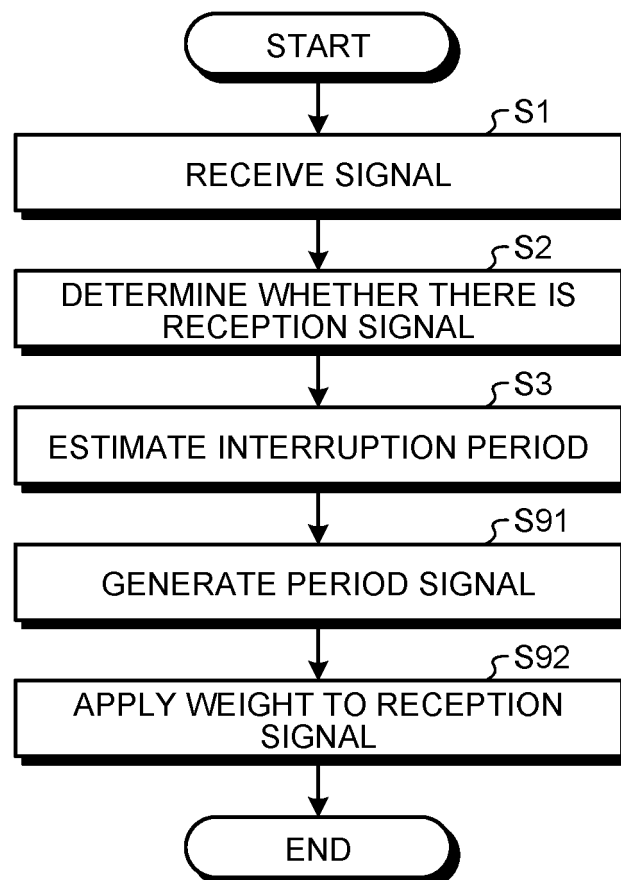 START
S1
RECEIVE SIGNAL
S2
DETERMINE WHETHER THERE IS
RECEPTION SIGNAL
S3
ESTIMATE INTERRUPTION PERIOD
S91
GENERATE PERIOD SIGNAL
S92
APPLY WEIGHT TO RECEPTION
SIGNAL
END